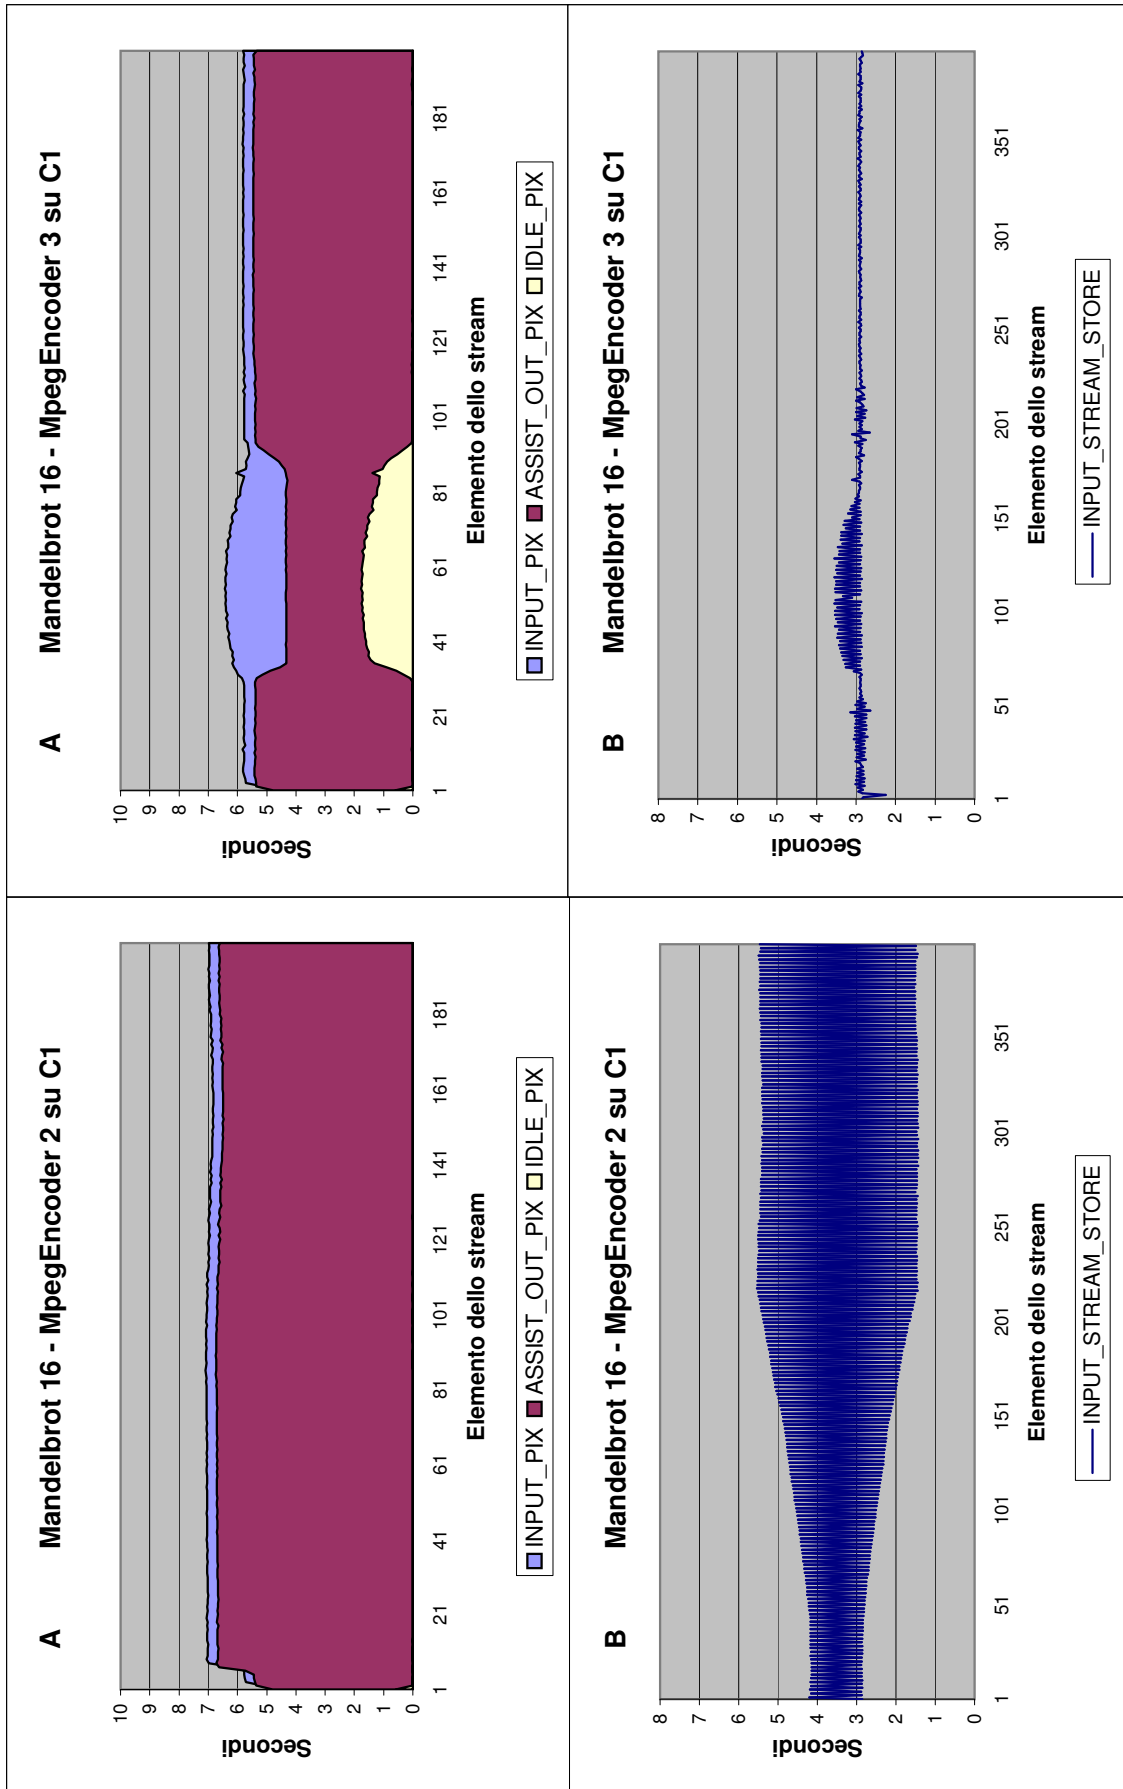 A Mandelbrot 16 - MpegEncoder 2 su C1
Secondi
10
9
8
7
6
5
4
3
2
1
0
1 21 41 61 81 101 121 141 161 181
Elemento dello stream
INPUT_PIX ASSIST_OUT_PIX IDLE_PIX
A Mandelbrot 16 - MpegEncoder 3 su C1
Secondi
10
9
8
7
6
5
4
3
2
1
0
1 21 41 61 81 101 121 141 161 181
Elemento dello stream
INPUT_PIX ASSIST_OUT_PIX IDLE_PIX
B Mandelbrot 16 - MpegEncoder 2 su C1
Secondi
8
7
6
5
4
3
2
1
0
1 51 101 151 201 251 301 351
Elemento dello stream
INPUT_STREAM_STORE
B Mandelbrot 16 - MpegEncoder 3 su C1
Secondi
8
7
6
5
4
3
2
1
0
1 51 101 151 201 251 301 351
Elemento dello stream
INPUT_STREAM_STORE